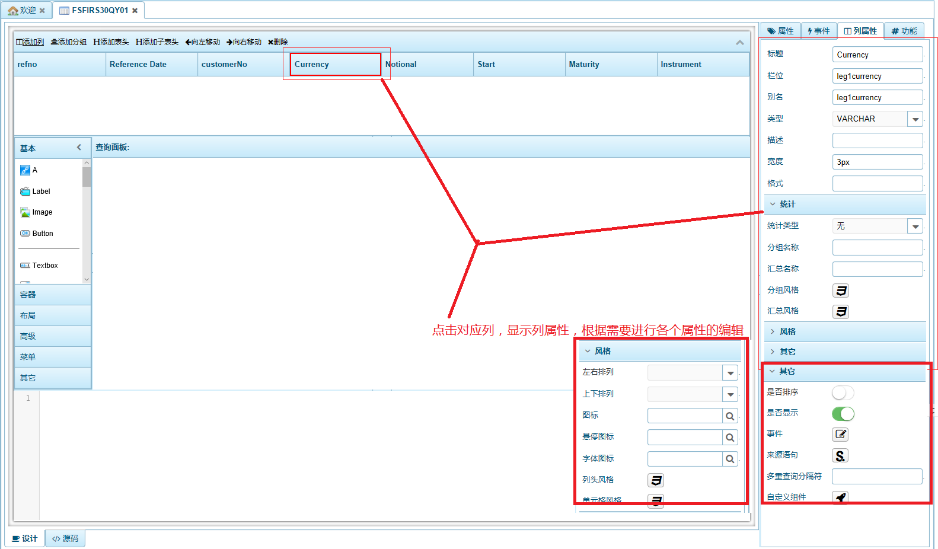 欢迎 FSFIRS30QY01
添加列 添加分组 添加表头 添加子表头 向左移动 向右移动 删除
refno Reference Date customerNo Currency Notional Start Maturity Instrument
基本
查询面板:
A
Label
Image
Button
Textbox
容器
布局
高级
菜单
其它
点击对应列，显示列属性，根据需要进行各个属性的编辑
风格
左右排列
上下排列
图标
悬停图标
字体图标
列头风格
单元格风格
1
设计 源码
属性 事件 列属性 功能
标题 Currency
栏位 leg1currency
别名 leg1currency
类型 VARCHAR
描述
宽度 3px
格式
统计
统计类型 无
分组名称
汇总名称
分组风格
汇总风格
风格
其它
其它
是否排序
是否显示
事件
来源语句
多重查询分隔符
自定义组件